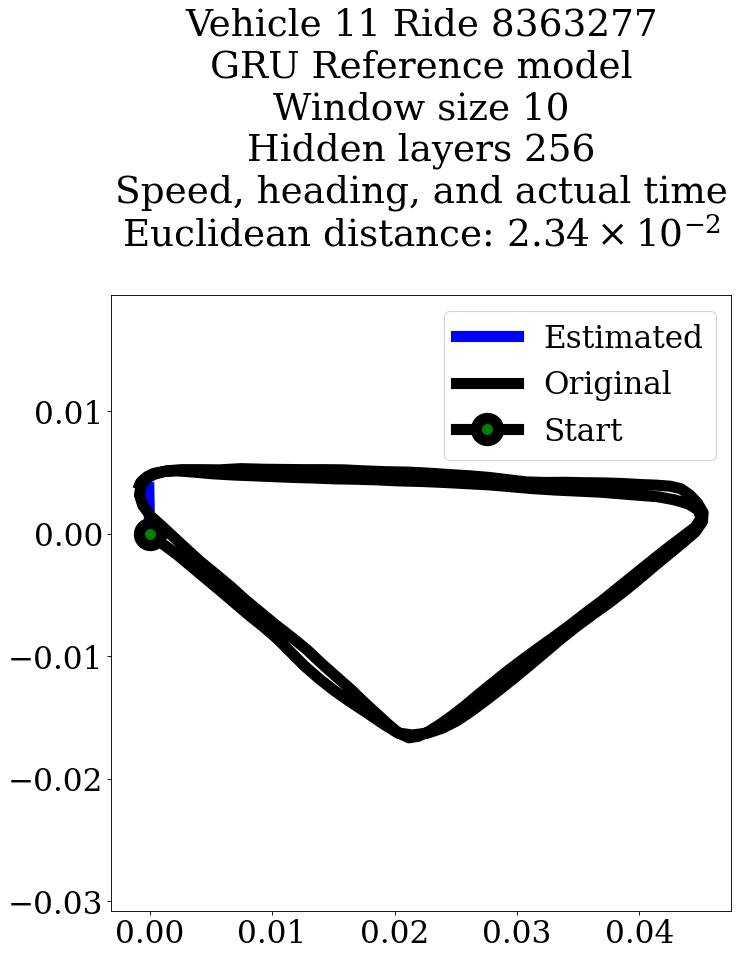 Vehicle 11 Ride 8363277
GRU Reference model
Window size 10
Hidden layers 256
Speed, heading, and actual time
Euclidean distance: 2.34 × 10⁻²
Estimated
Original
Start
0.01
0.00
−0.01
−0.02
−0.03
0.00 0.01 0.02 0.03 0.04